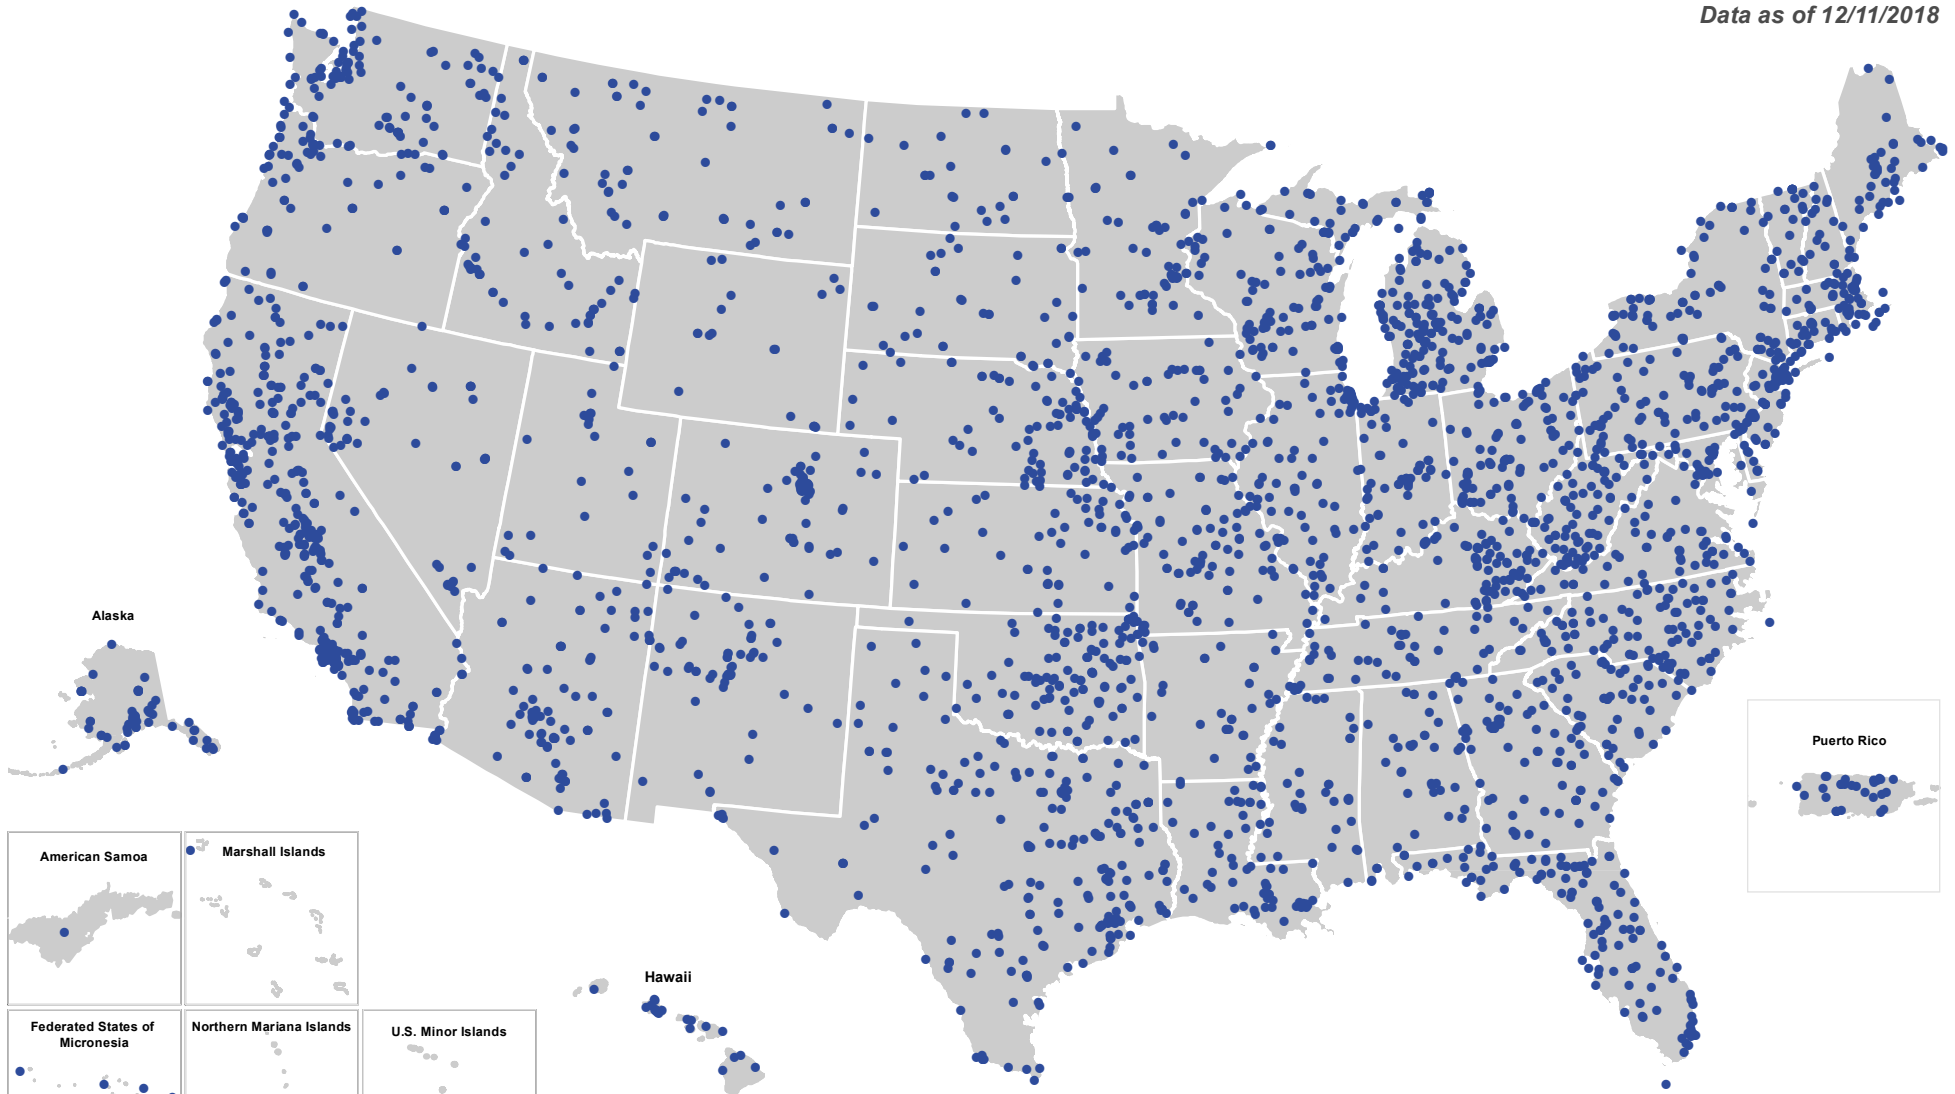 Data as of 12/11/2018
Alaska
Puerto Rico
American Samoa
Marshall Islands
Hawaii
Federated States of
Micronesia
Northern Mariana Islands
U.S. Minor Islands